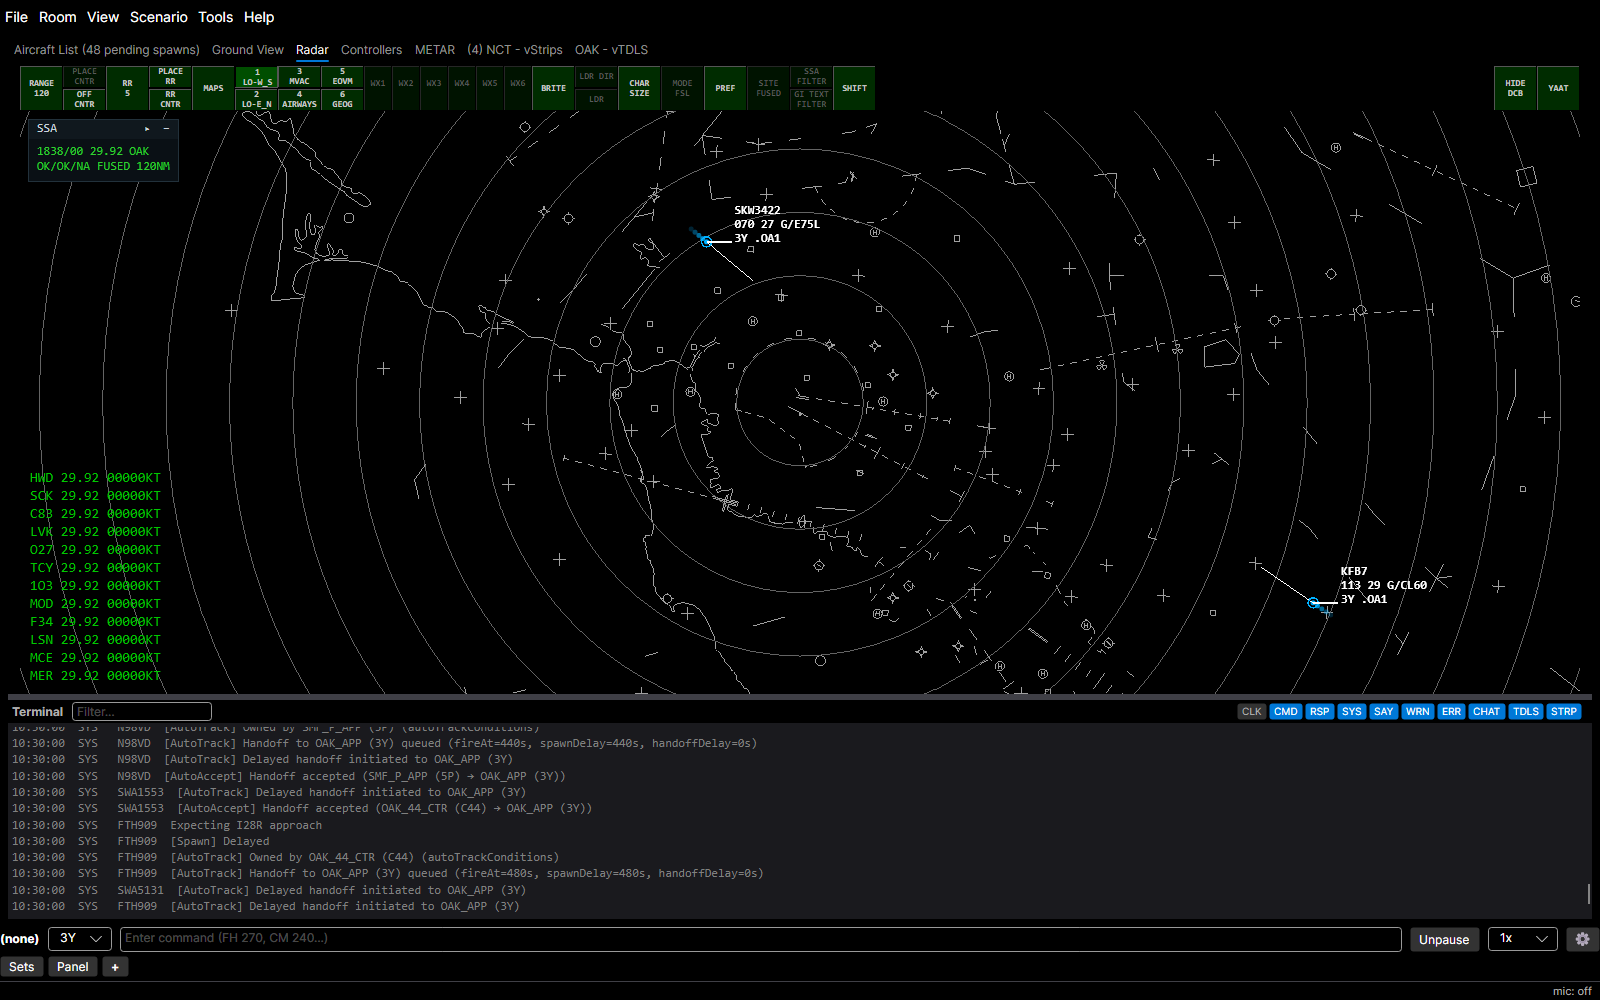 File Room View Scenario Tools Help
Aircraft List (48 pending spawns) Ground View Radar Controllers METAR (4) NCT - vStrips OAK - vTDLS
RANGE 120
PLACE CNTR
OFF CNTR
RR 5
PLACE RR
RR CNTR
MAPS
1 LO-W_S
2 LO-E_N
3 MVAC
4 AIRWAYS
5 EOVM
6 GEOG
WX1 WX2 WX3 WX4 WX5 WX6
BRITE
LDR DIR
LDR
CHAR SIZE
MODE FSL
PREF
SITE FUSED
SSA FILTER
GI TEXT FILTER
SHIFT
HIDE DCB
YAAT
SSA
1838/00 29.92 OAK
OK/OK/NA FUSED 120NM
SKW3422
070 27 G/E75L
3Y .OA1
KFB7
113 29 G/CL60
3Y .OA1
HWD 29.92 00000KT
SCK 29.92 00000KT
C83 29.92 00000KT
LVK 29.92 00000KT
O27 29.92 00000KT
TCY 29.92 00000KT
1O3 29.92 00000KT
MOD 29.92 00000KT
F34 29.92 00000KT
LSN 29.92 00000KT
MCE 29.92 00000KT
MER 29.92 00000KT
Terminal Filter... CLK CMD RSP SYS SAY WRN ERR CHAT TDLS STRP
10:30:00 SYS N98VD [AutoTrack] Owned by SMF_P_APP (5P) (autoTrackConditions)
10:30:00 SYS N98VD [AutoTrack] Handoff to OAK_APP (3Y) queued (fireAt=440s, spawnDelay=440s, handoffDelay=0s)
10:30:00 SYS N98VD [AutoTrack] Delayed handoff initiated to OAK_APP (3Y)
10:30:00 SYS N98VD [AutoAccept] Handoff accepted (SMF_P_APP (5P) → OAK_APP (3Y))
10:30:00 SYS SWA1553 [AutoTrack] Delayed handoff initiated to OAK_APP (3Y)
10:30:00 SYS SWA1553 [AutoAccept] Handoff accepted (OAK_44_CTR (C44) → OAK_APP (3Y))
10:30:00 SYS FTH909 Expecting I28R approach
10:30:00 SYS FTH909 [Spawn] Delayed
10:30:00 SYS FTH909 [AutoTrack] Owned by OAK_44_CTR (C44) (autoTrackConditions)
10:30:00 SYS FTH909 [AutoTrack] Handoff to OAK_APP (3Y) queued (fireAt=480s, spawnDelay=480s, handoffDelay=0s)
10:30:00 SYS SWA5131 [AutoTrack] Delayed handoff initiated to OAK_APP (3Y)
10:30:00 SYS FTH909 [AutoTrack] Delayed handoff initiated to OAK_APP (3Y)
(none) 3Y Enter command (FH 270, CM 240...) Unpause 1x
Sets Panel +
mic: off